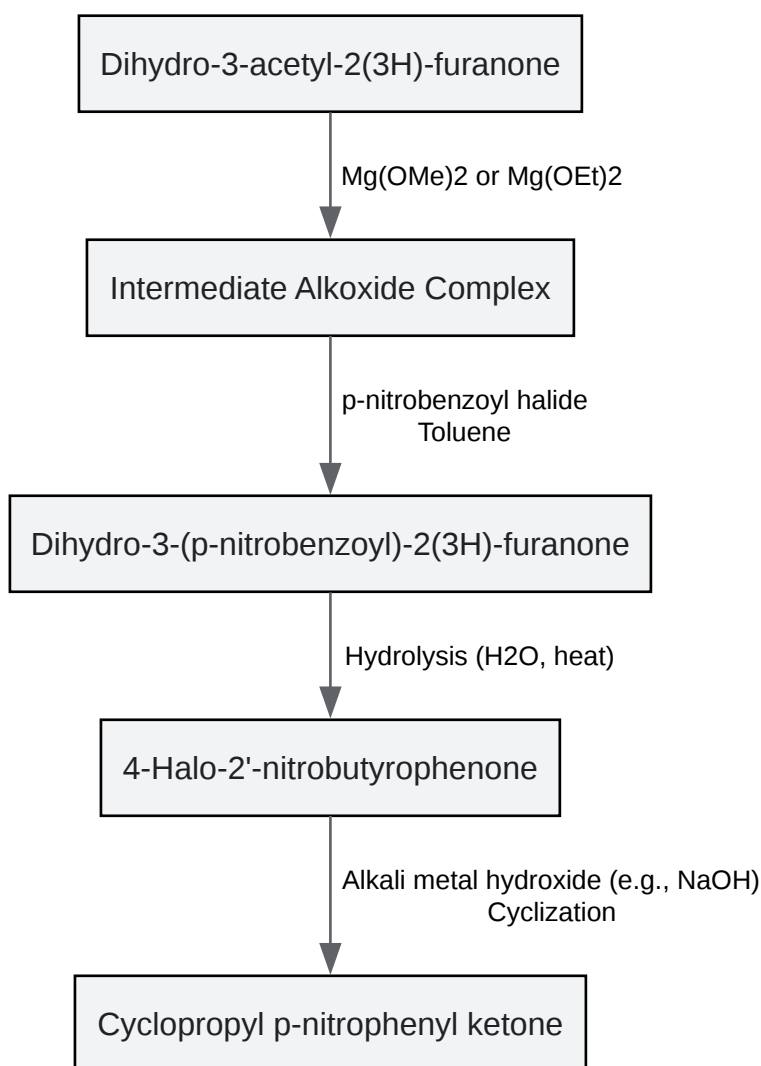 Dihydro-3-acetyl-2(3H)-furanone
Mg(OMe)2 or Mg(OEt)2
Intermediate Alkoxide Complex
p-nitrobenzoyl halide
Toluene
Dihydro-3-(p-nitrobenzoyl)-2(3H)-furanone
Hydrolysis (H2O, heat)
4-Halo-2'-nitrobutyrophenone
Alkali metal hydroxide (e.g., NaOH)
Cyclization
Cyclopropyl p-nitrophenyl ketone